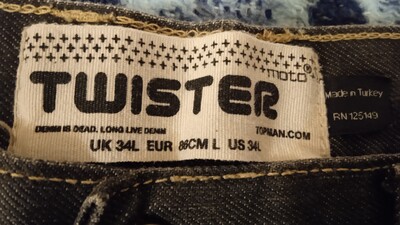 moto®
TWISTER
DENIM IS DEAD. LONG LIVE DENIM TOPMAN.COM
UK 34L EUR 86CM L US 34L
Made in Turkey
RN 125149